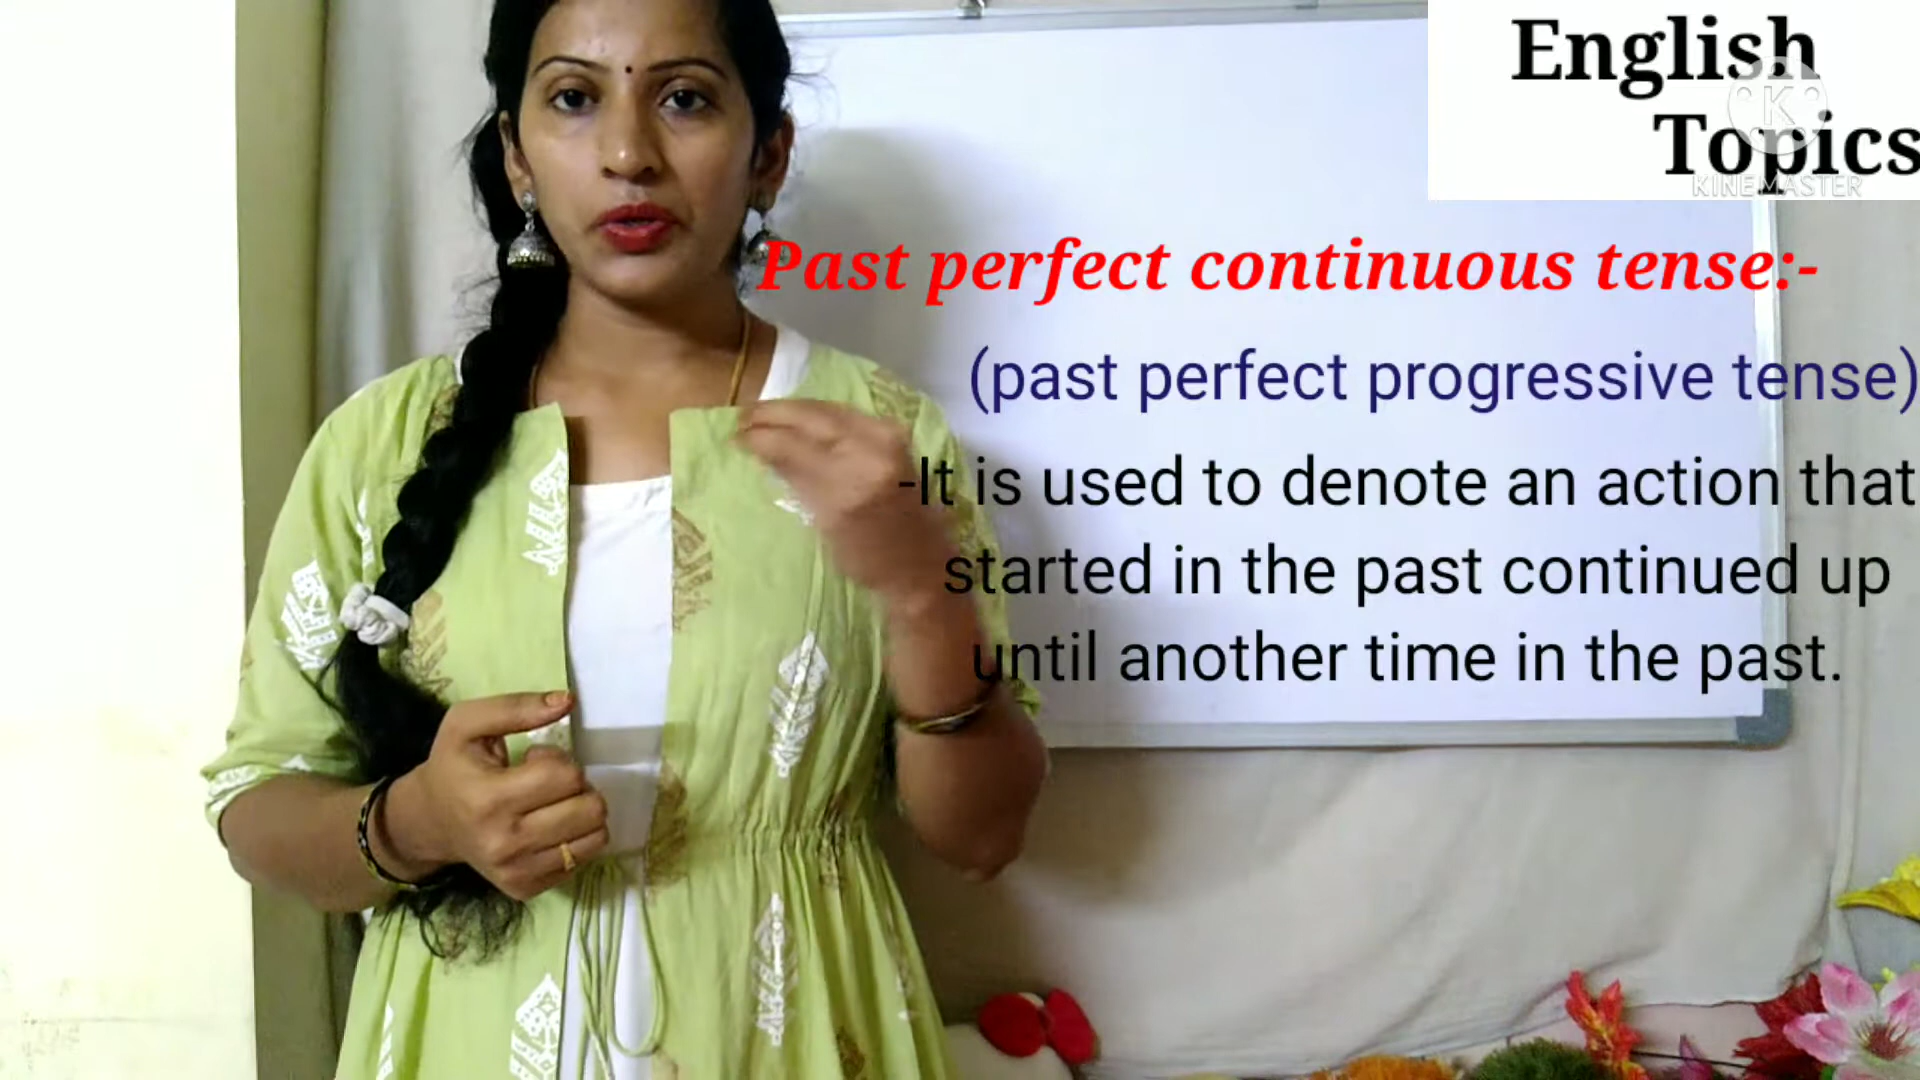 English
Topics
KINEMASTER
Past perfect continuous tense:-
(past perfect progressive tense)
-It is used to denote an action that
started in the past continued up
until another time in the past.